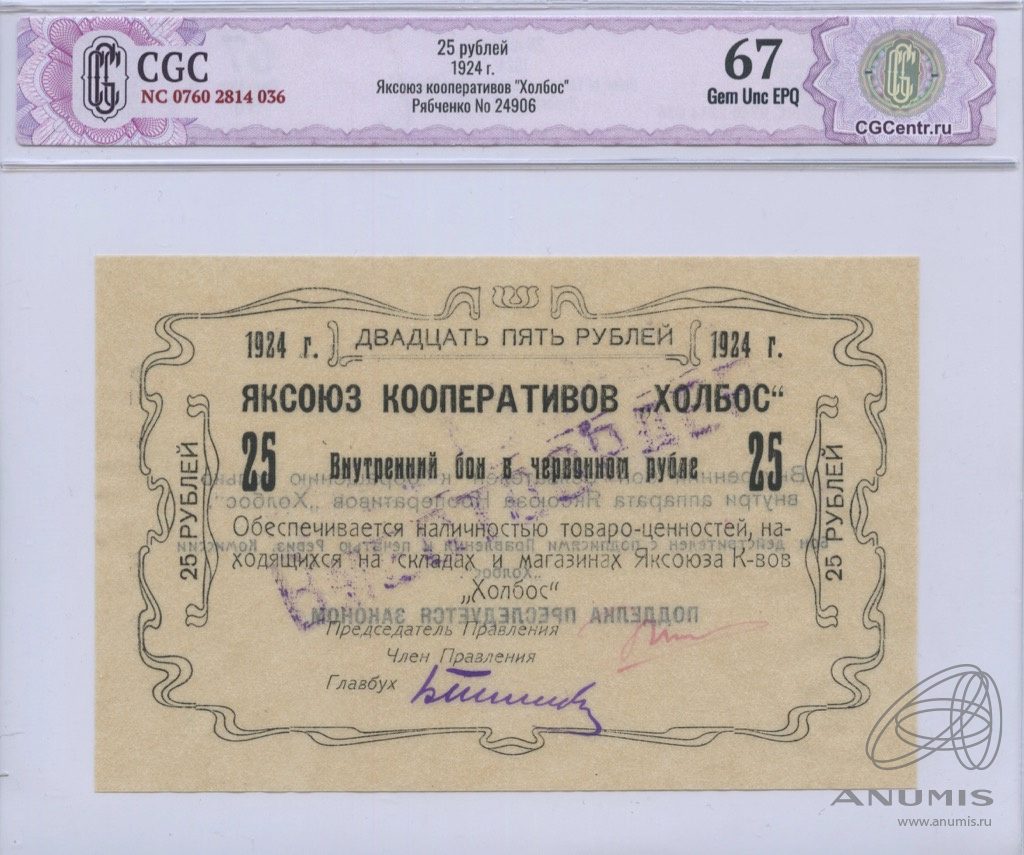 CGC
NC 0760 2814 036
25 рублей
1924 г.
Яксоюз кооперативов "Холбос"
Рябченко No 24906
67
Gem Unc EPQ
CGCentr.ru
1924 г.
ДВАДЦАТЬ ПЯТЬ РУБЛЕЙ
1924 г.
ЯКСОЮЗ КООПЕРАТИВОВ „ХОЛБОС“
25
Внутренний бон в червонном рубле
25
25 РУБЛЕЙ
25 РУБЛЕЙ
Обеспечивается наличностью товаро-ценностей, на-
ходящихся на складах и магазинах Яксоюза К-вов
„Холбос“
ПОДДЕЛКА ПРЕСЛЕДУЕТСЯ ЗАКОНОМ
Председатель Правления
Член Правления
Главбух
ANUMIS
www.anumis.ru